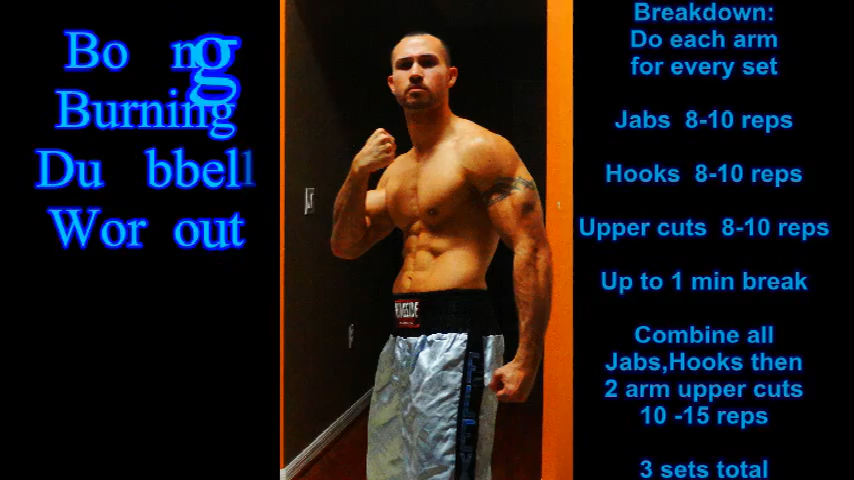 Bo ng
Burning
Du bbell
Wor out
Breakdown:
Do each arm
for every set
Jabs 8-10 reps
Hooks 8-10 reps
Upper cuts 8-10 reps
Up to 1 min break
Combine all
Jabs,Hooks then
2 arm upper cuts
10 -15 reps
3 sets total